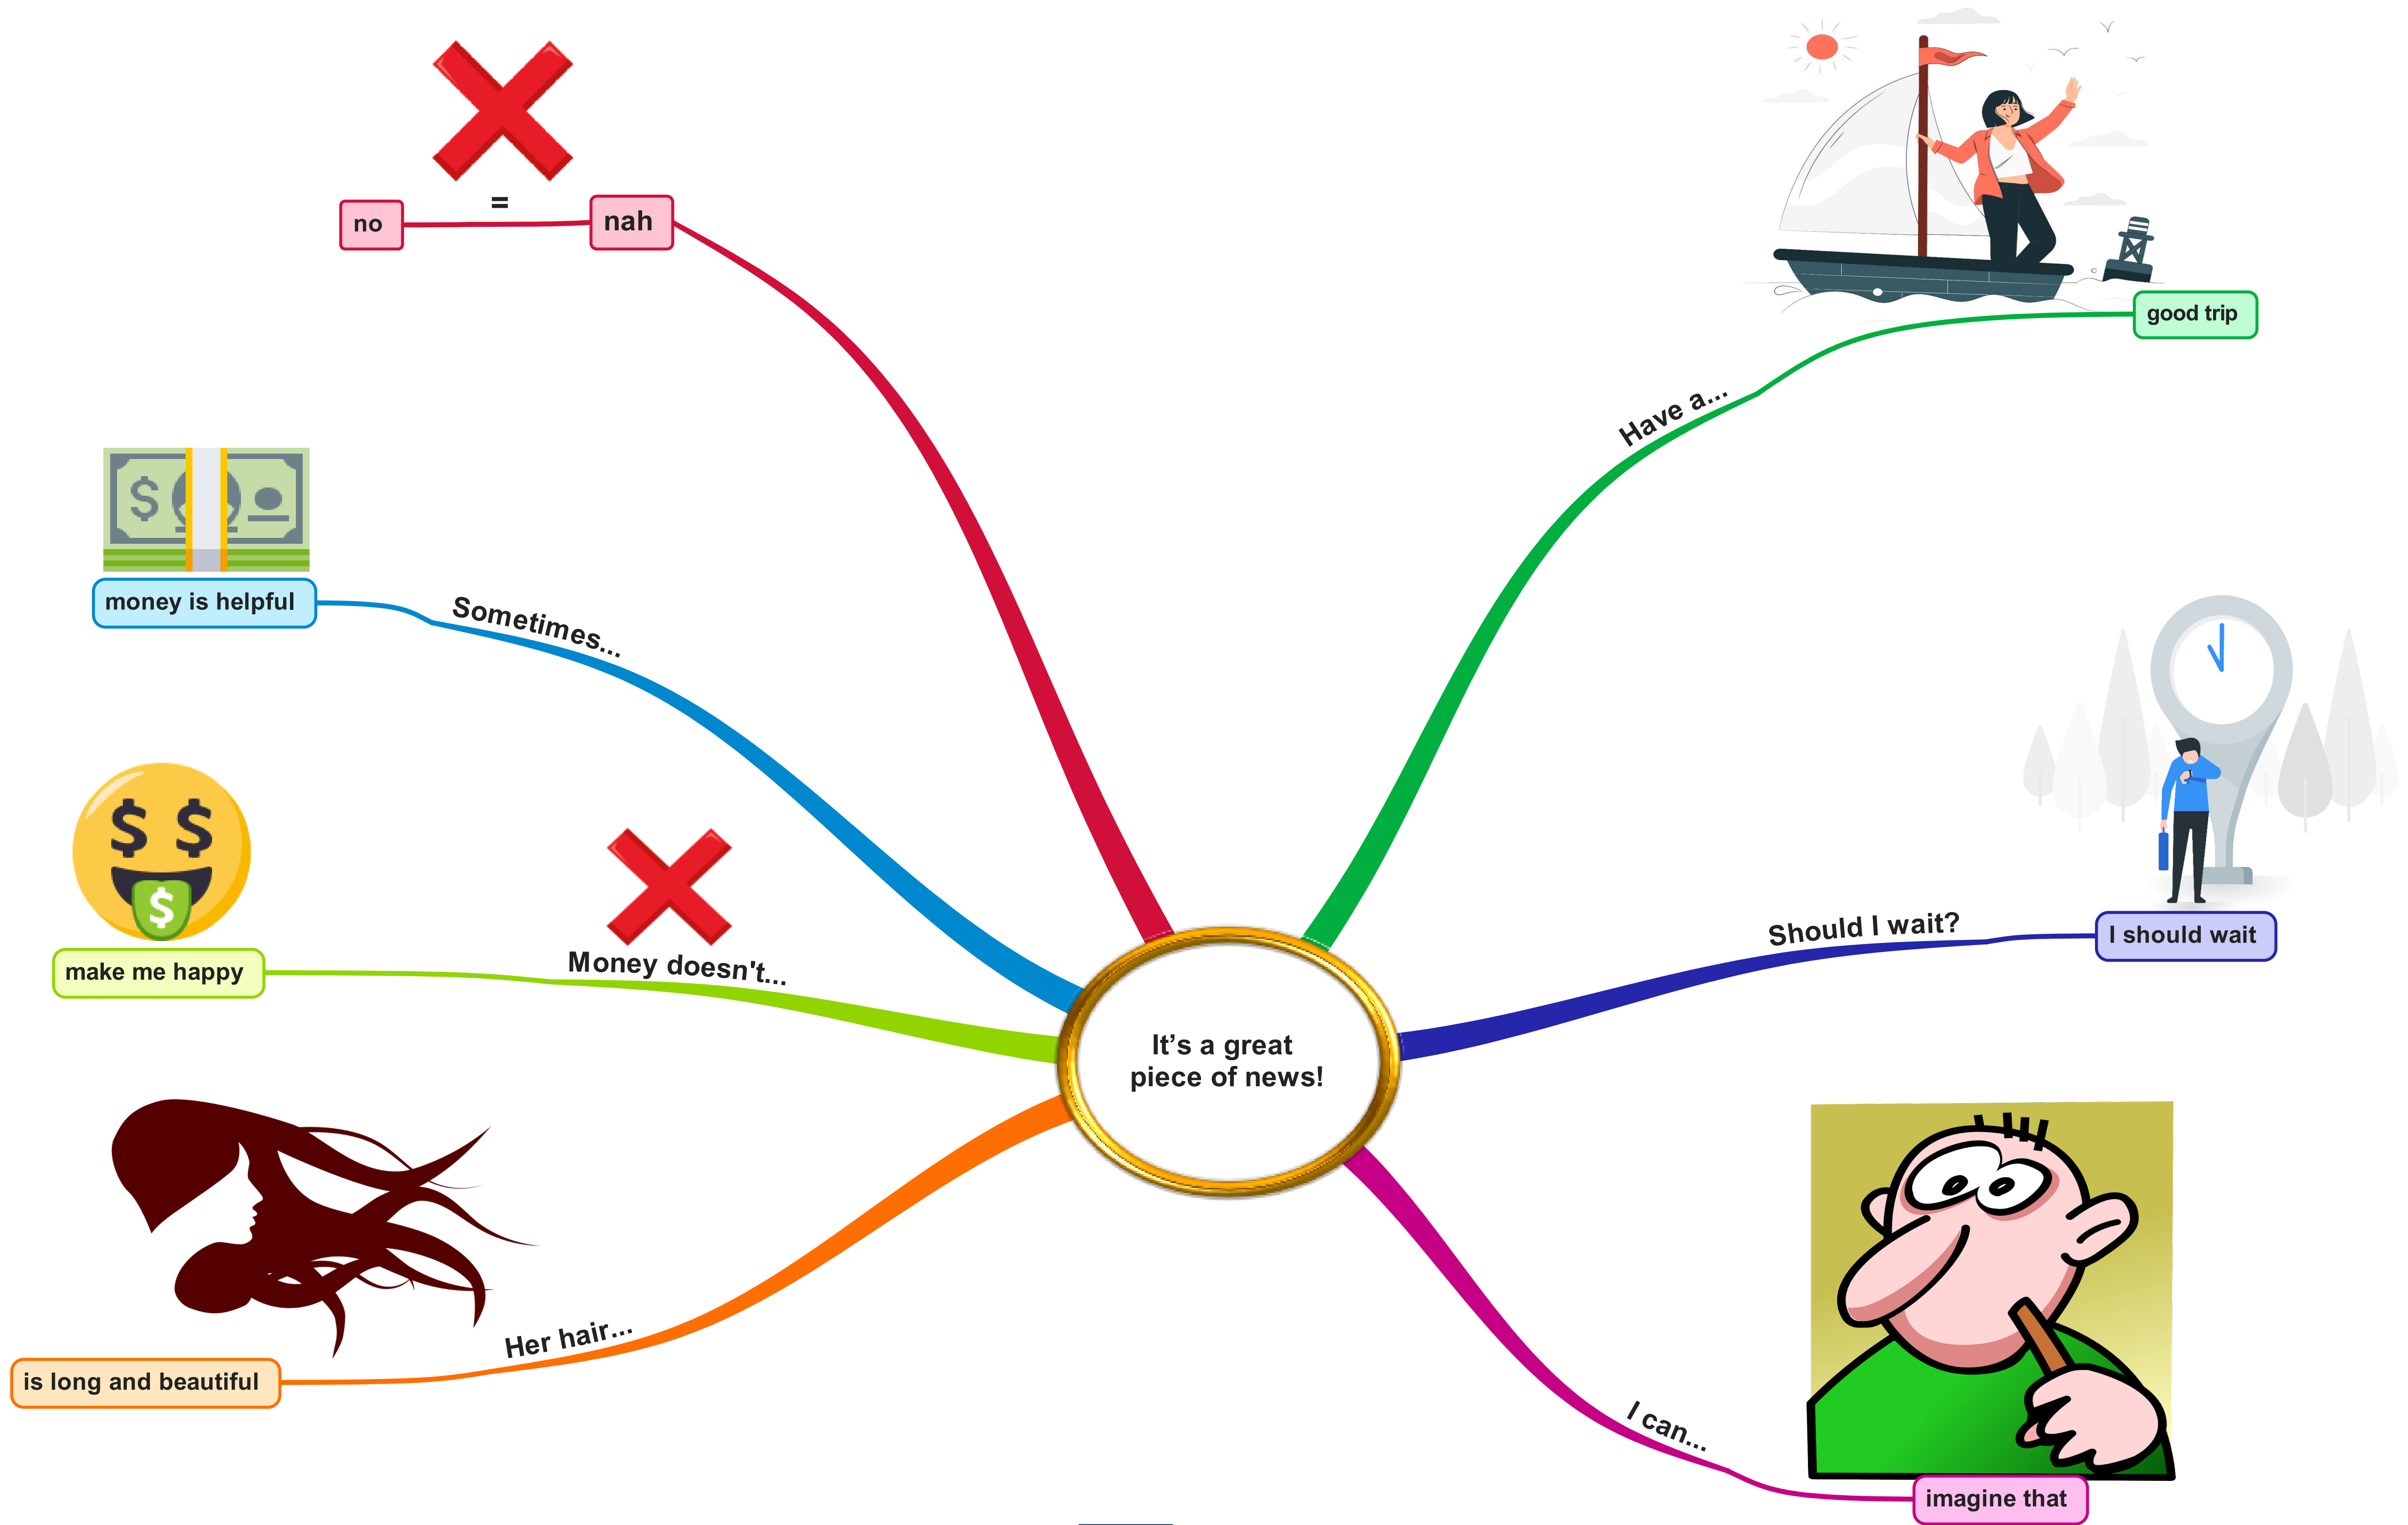 no
=
nah
Have a...
good trip
Sometimes...
money is helpful
Money doesn't...
make me happy
Should I wait?
I should wait
It’s a great
piece of news!
Her hair...
is long and beautiful
I can...
imagine that